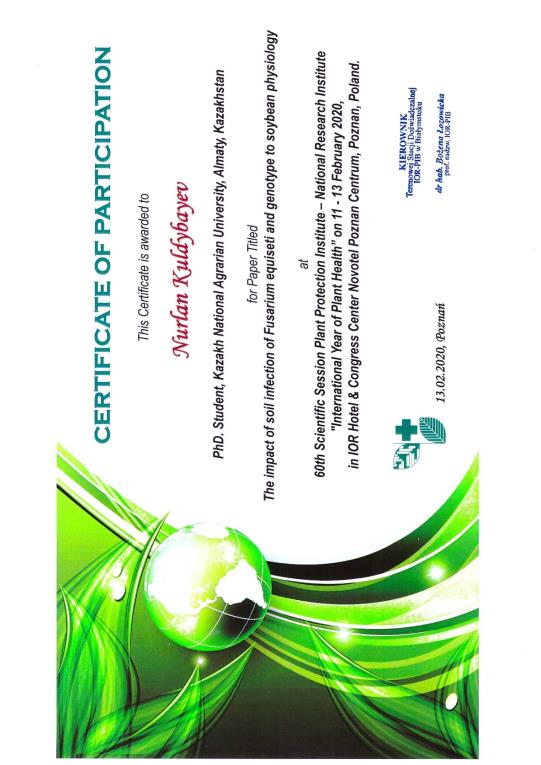 CERTIFICATE OF PARTICIPATION
This Certificate is awarded to
Nurlan Kuldybayev
PhD. Student, Kazakh National Agrarian University, Almaty, Kazakhstan
for Paper Titled
The impact of soil infection of Fusarium equiseti and genotype to soybean physiology
at
60th Scientific Session Plant Protection Institute – National Research Institute
"International Year of Plant Health" on 11 - 13 February 2020,
in IOR Hotel & Congress Center Novotel Poznan Centrum, Poznan, Poland.
13.02.2020, Poznań
KIEROWNIK
Terenowej Stacji Doświadczalnej
IOR-PIB w Białymstoku
dr hab. Bożena Łozowicka
prof. nadzw. IOR-PIB